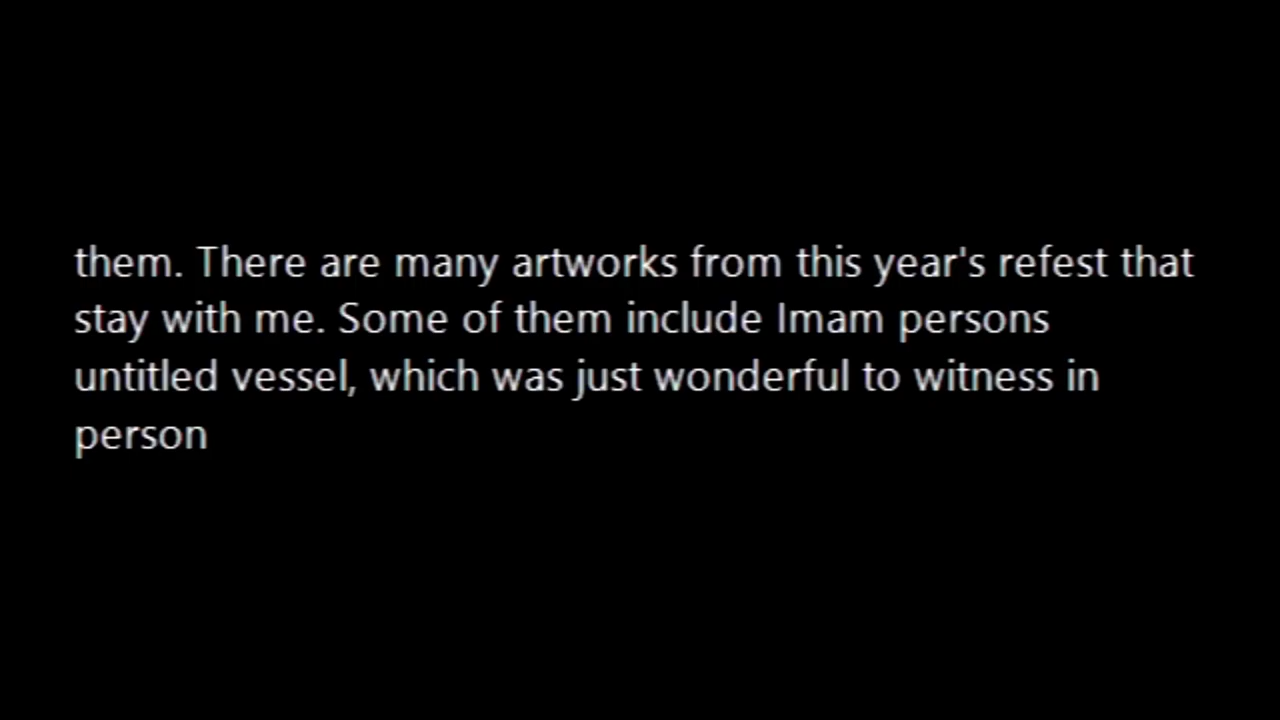 them. There are many artworks from this year's refest that
stay with me. Some of them include Imam persons
untitled vessel, which was just wonderful to witness in
person